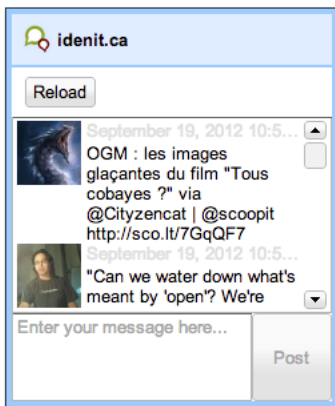 idenit.ca
Reload
September 19, 2012 10:5...
OGM : les images
glaçantes du film "Tous
cobayes ?" via
@Cityzencat | @scoopit
http://sco.lt/7GqQF7
September 19, 2012 10:5...
"Can we water down what's
meant by 'open'? We're
Enter your message here...
Post